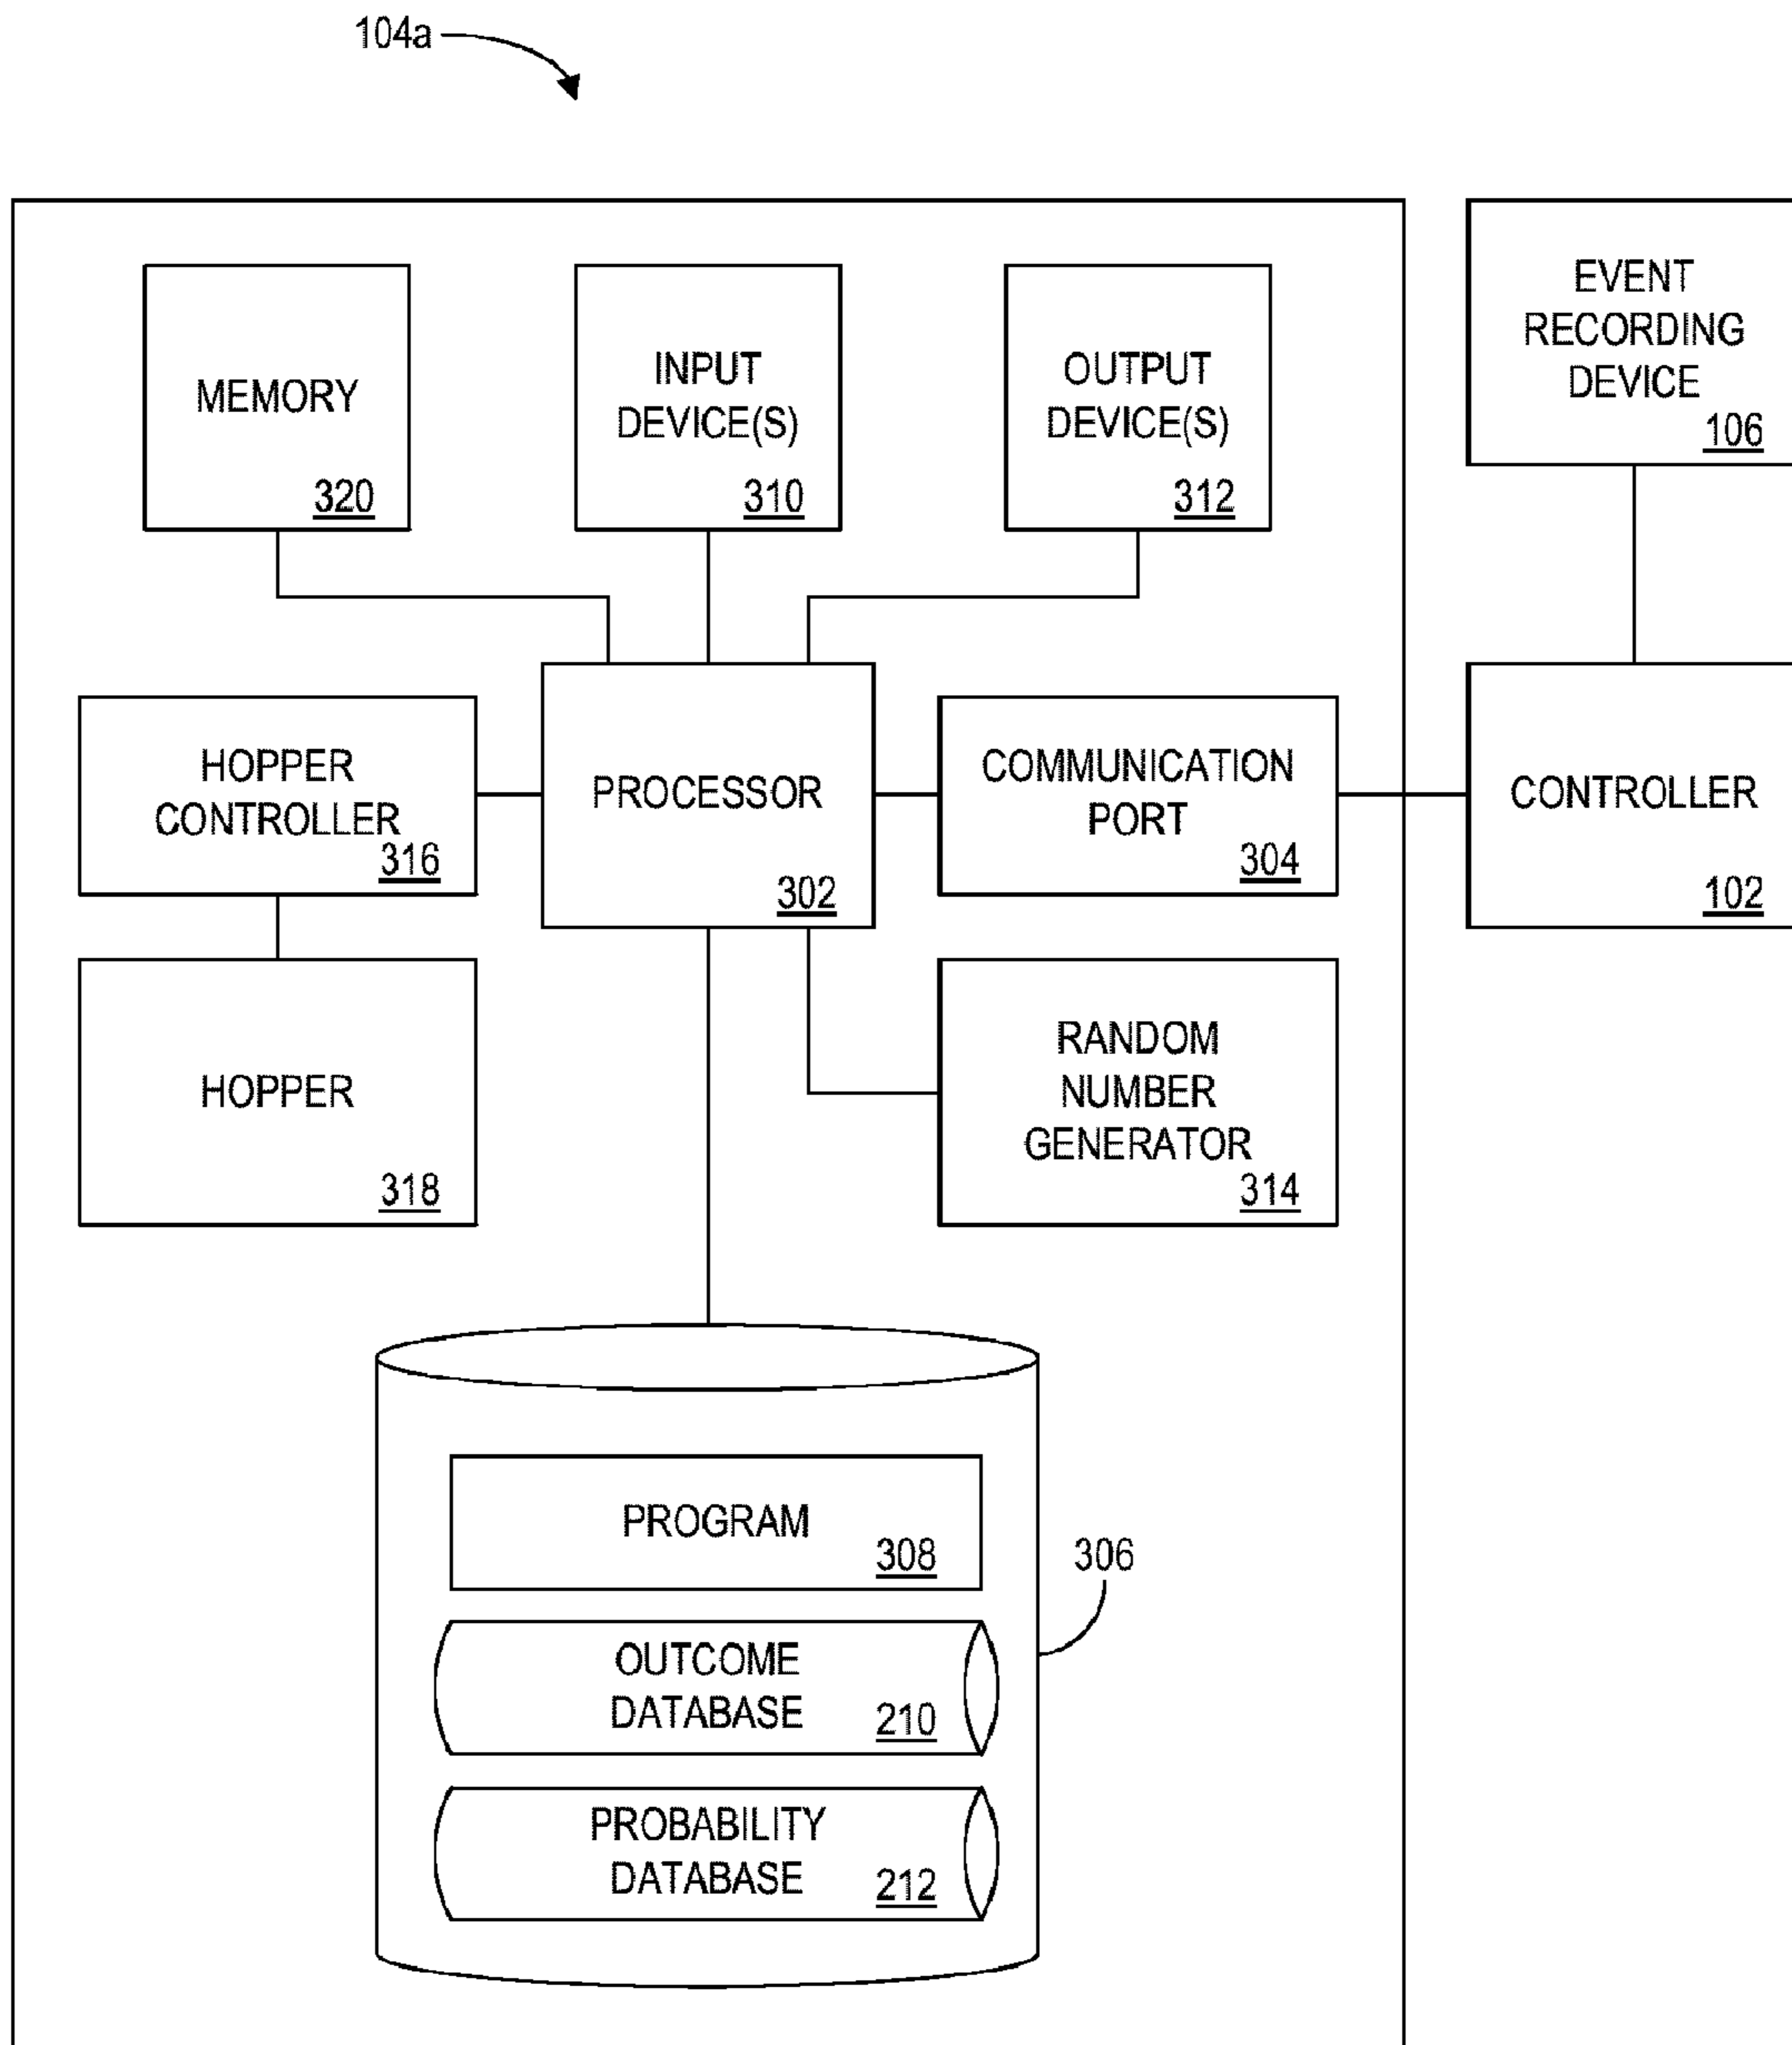 104a
MEMORY
320
INPUT
DEVICE(S)
310
OUTPUT
DEVICE(S)
312
EVENT
RECORDING
DEVICE
106
HOPPER
CONTROLLER
316
PROCESSOR
302
COMMUNICATION
PORT
304
CONTROLLER
102
HOPPER
318
RANDOM
NUMBER
GENERATOR
314
PROGRAM
308
306
OUTCOME
DATABASE
210
PROBABILITY
DATABASE
212